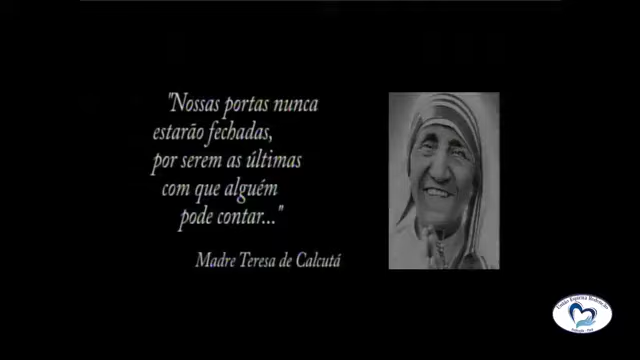 "Nossas portas nunca
estarão fechadas,
por serem as últimas
com que alguém
pode contar..."
Madre Teresa de Calcutá